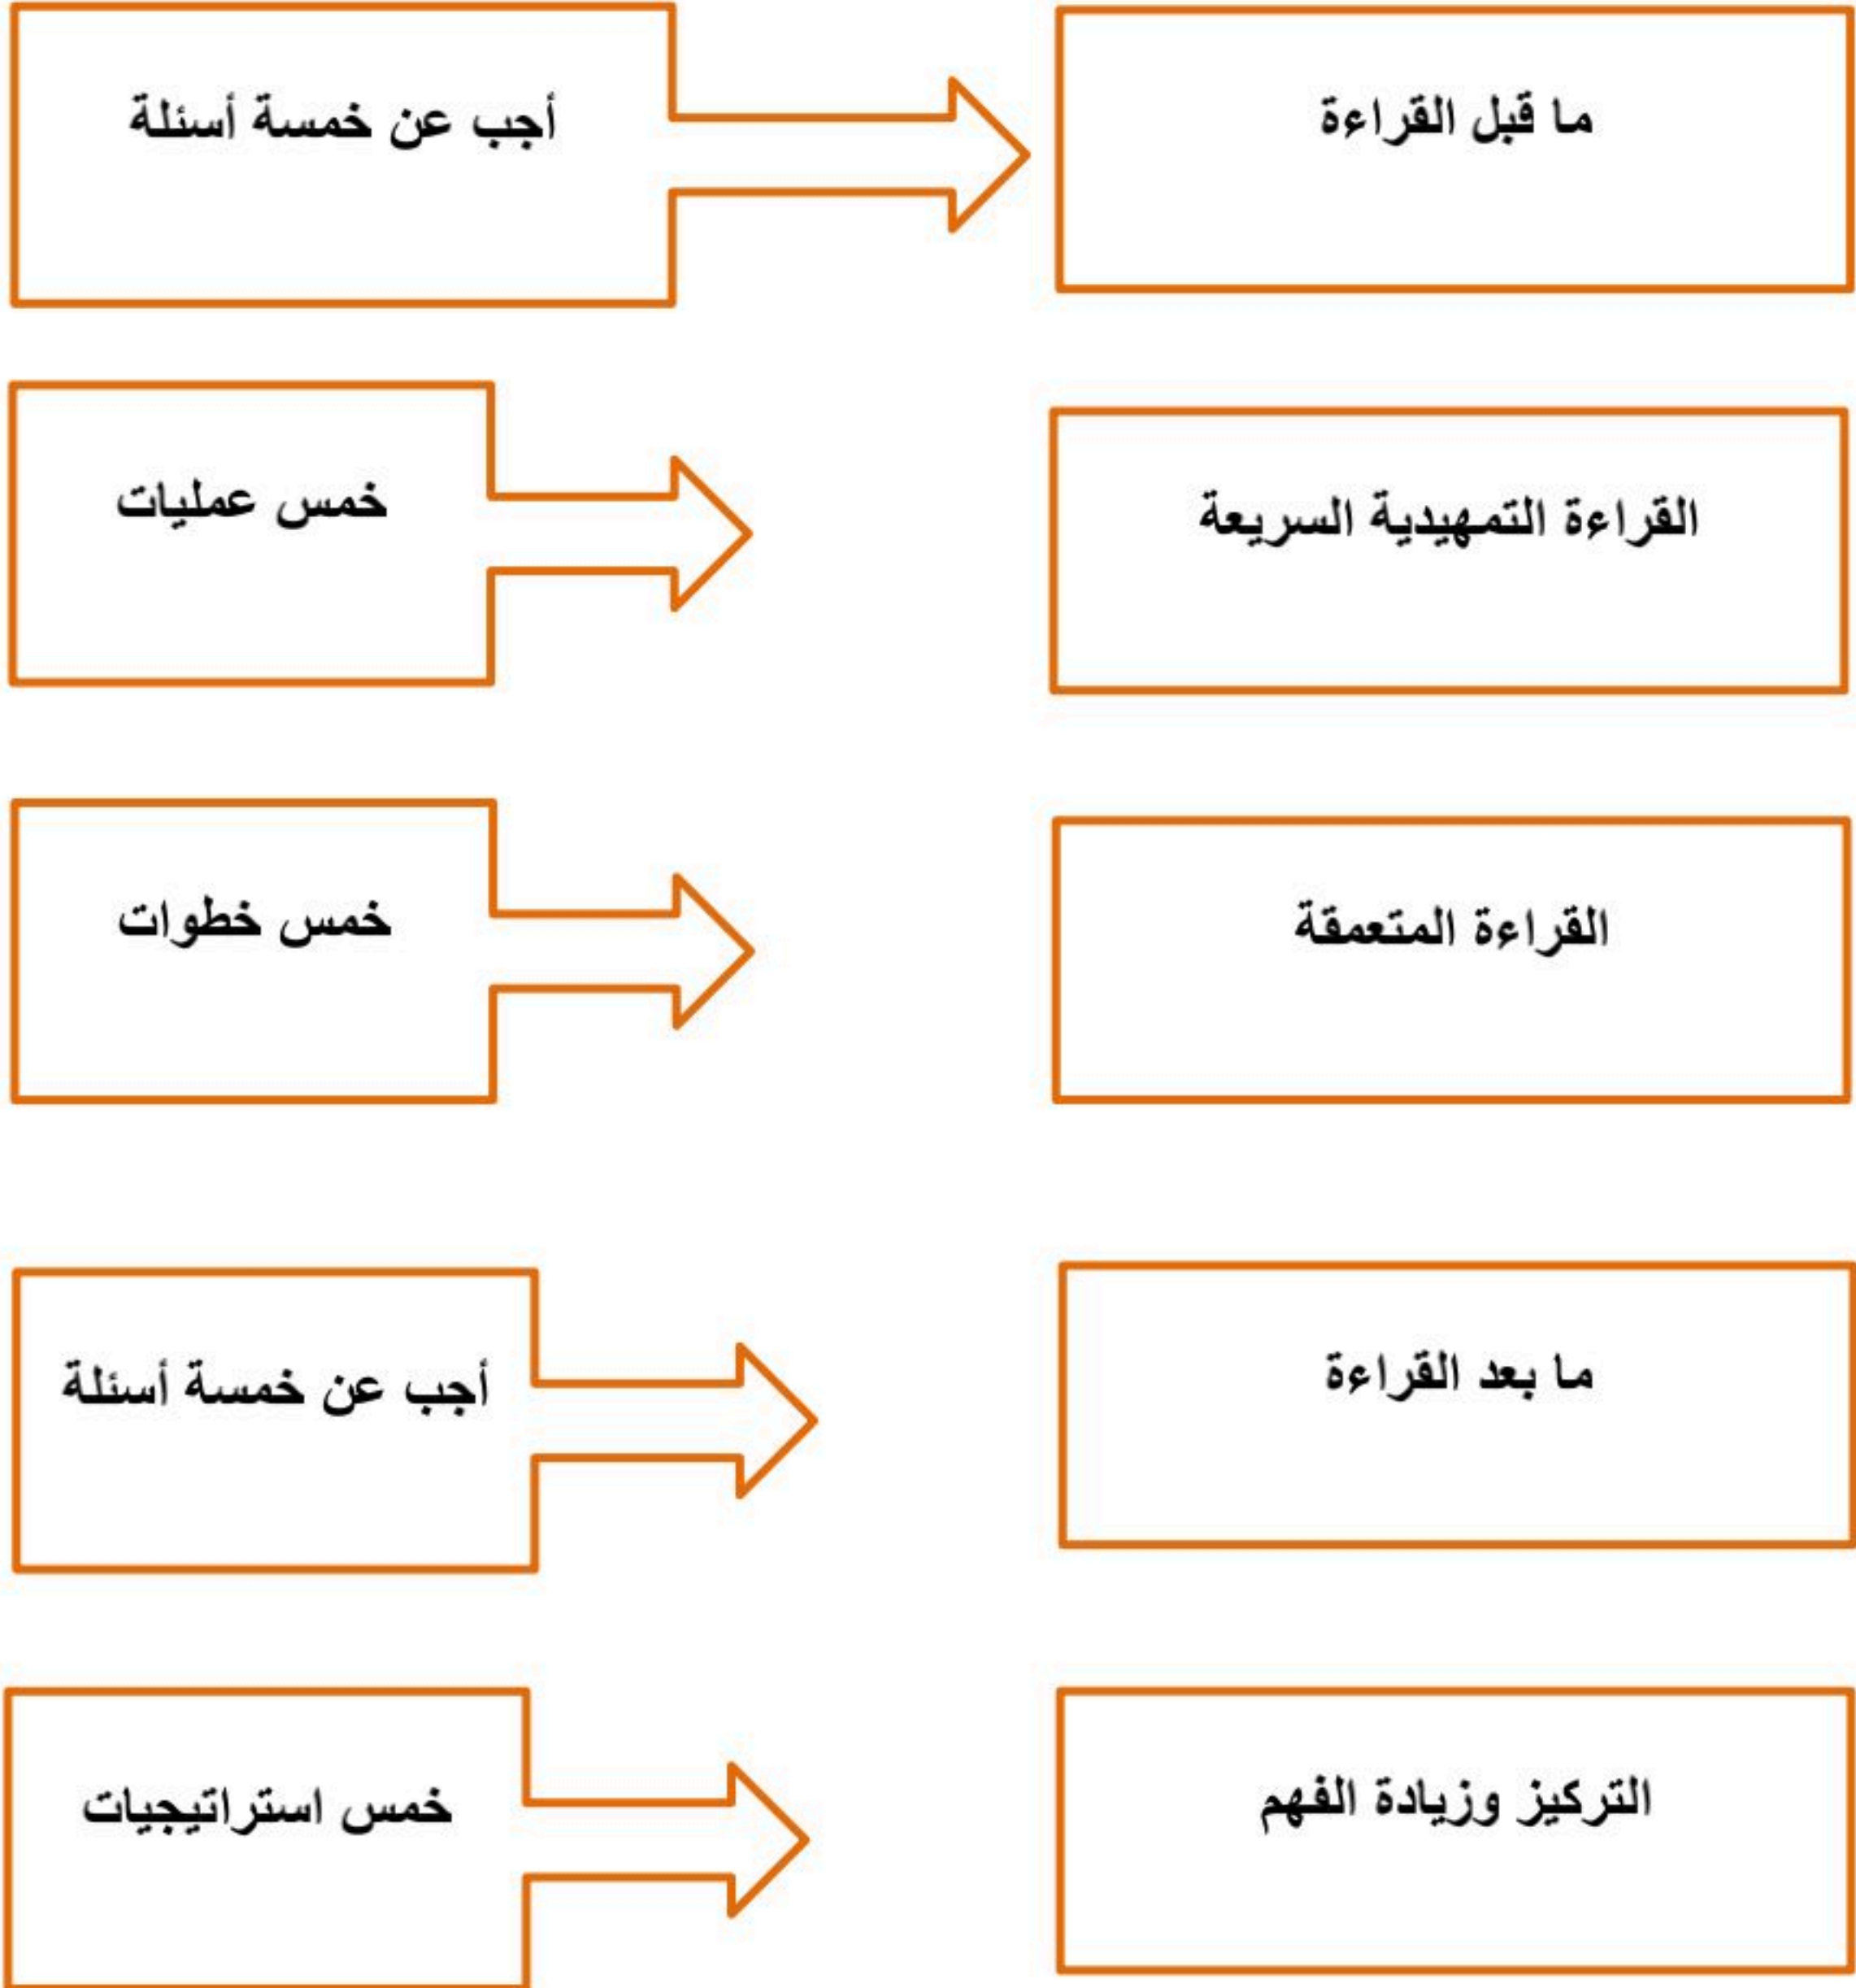 ما قبل القراءة
أجب عن خمسة أسئلة
القراءة التمهيدية السريعة
خمس عمليات
القراءة المتعمقة
خمس خطوات
ما بعد القراءة
أجب عن خمسة أسئلة
التركيز وزيادة الفهم
خمس استراتيجيات